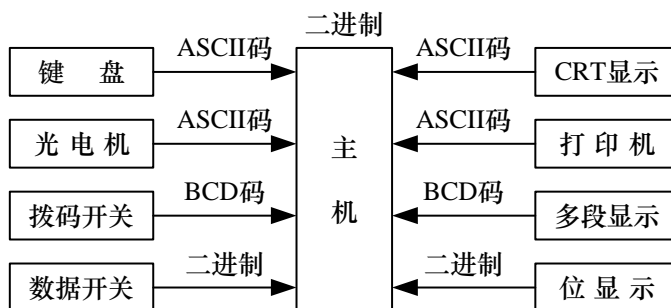 二进制
键 盘
ASCII码
ASCII码
CRT显示
光 电 机
ASCII码
主
机
ASCII码
打 印 机
拨码开关
BCD码
BCD码
多段显示
数据开关
二进制
二进制
位 显 示